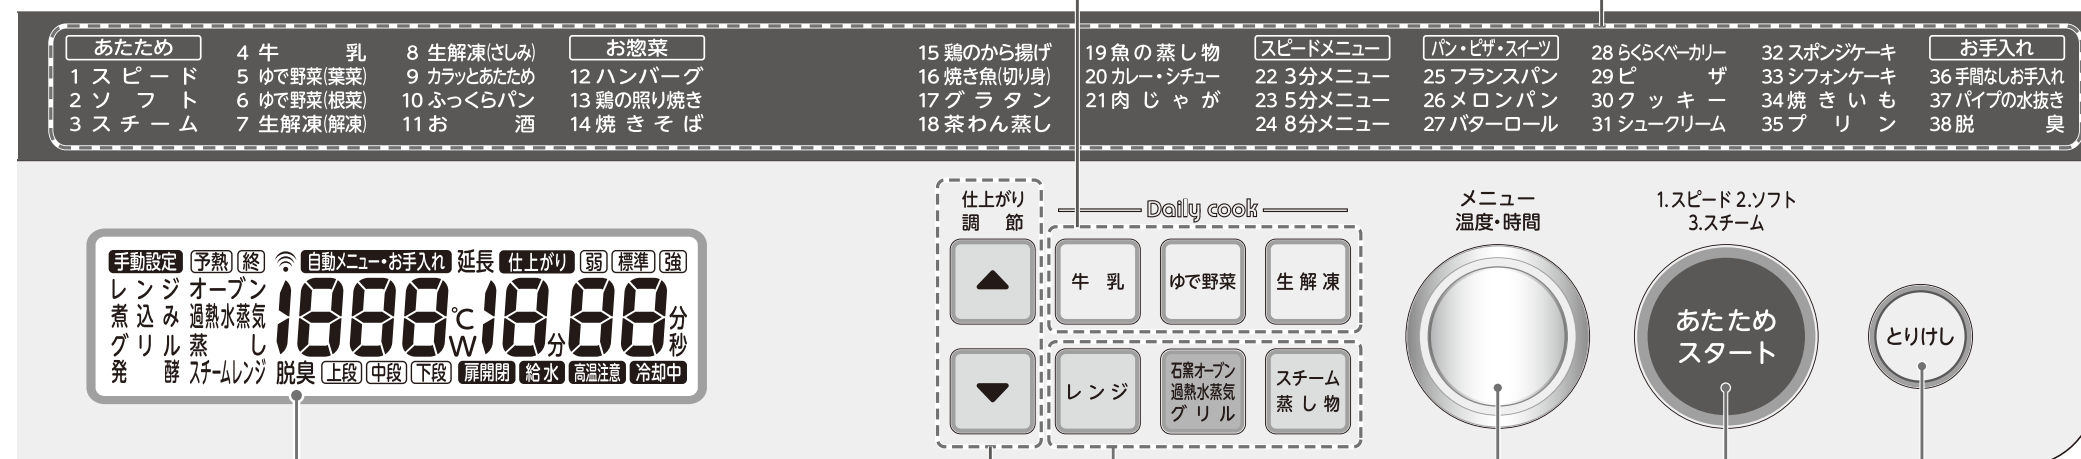 あたため
1 スピード
2 ソフト
3 スチーム
4 牛乳
5 ゆで野菜(葉菜)
6 ゆで野菜(根菜)
7 生解凍(解凍)
8 生解凍(さしみ)
9 カラッとあたため
10 ふっくらパン
11 お酒
お惣菜
12 ハンバーグ
13 鶏の照り焼き
14 焼きそば
15 鶏のから揚げ
16 焼き魚(切り身)
17 グラタン
18 茶わん蒸し
19 魚の蒸し物
20 カレー・シチュー
21 肉じゃが
スピードメニュー
22 3分メニュー
23 5分メニュー
24 8分メニュー
パン・ピザ・スイーツ
25 フランスパン
26 メロンパン
27 バターロール
28 らくらくベーカリー
29 ピザ
30 クッキー
31 シュークリーム
32 スポンジケーキ
33 シフォンケーキ
34 焼きいも
35 プリン
お手入れ
36 手間なしお手入れ
37 パイプの水抜き
38 脱臭
手動設定 予熱 終 自動メニュー・お手入れ 延長 仕上がり 弱 標準 強
レンジ オーブン
煮込み 過熱水蒸気
グリル 蒸し
発酵 スチームレンジ
1888 ℃ W 18 分 88 分 秒
脱臭 上段 中段 下段 扉開閉 給水 高温注意 冷却中
仕上がり
調節
▲
▼
Daily cook
牛乳
ゆで野菜
生解凍
レンジ
石窯オーブン
過熱水蒸気
グリル
スチーム
蒸し物
メニュー
温度・時間
1.スピード 2.ソフト
3.スチーム
あたため
スタート
とりけし